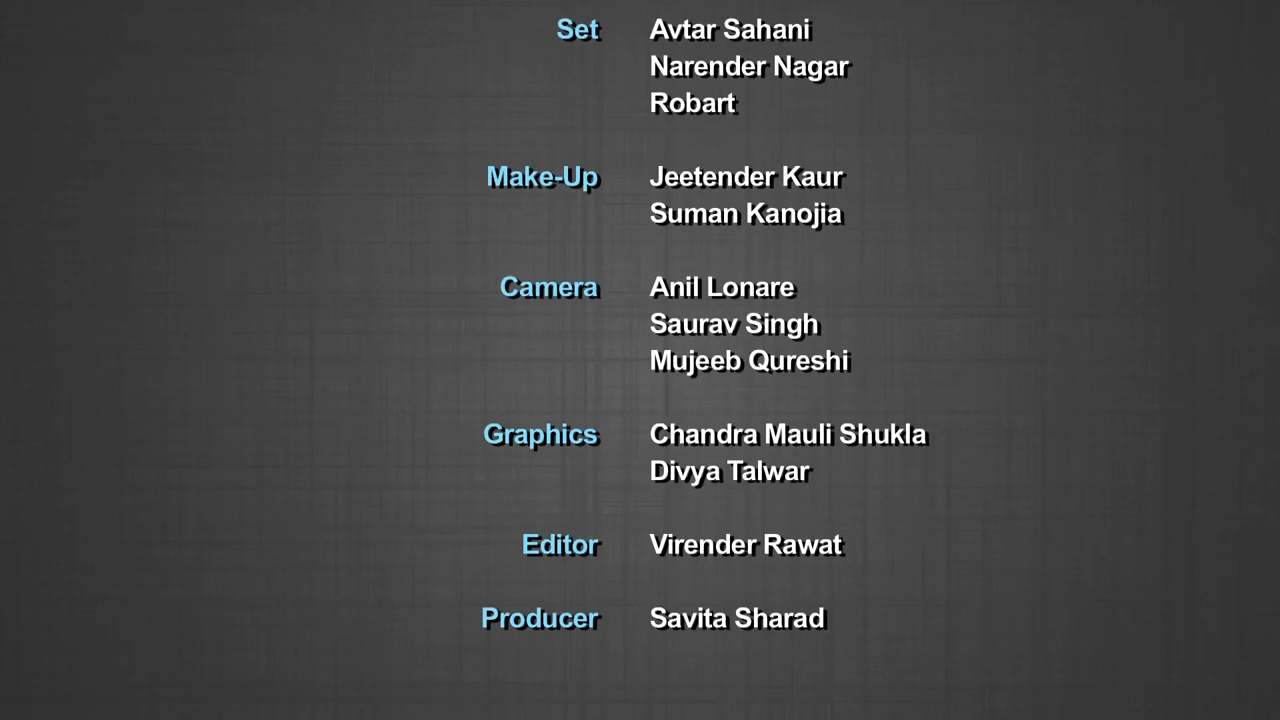 Set Avtar Sahani
Narender Nagar
Robart
Make-Up Jeetender Kaur
Suman Kanojia
Camera Anil Lonare
Saurav Singh
Mujeeb Qureshi
Graphics Chandra Mauli Shukla
Divya Talwar
Editor Virender Rawat
Producer Savita Sharad